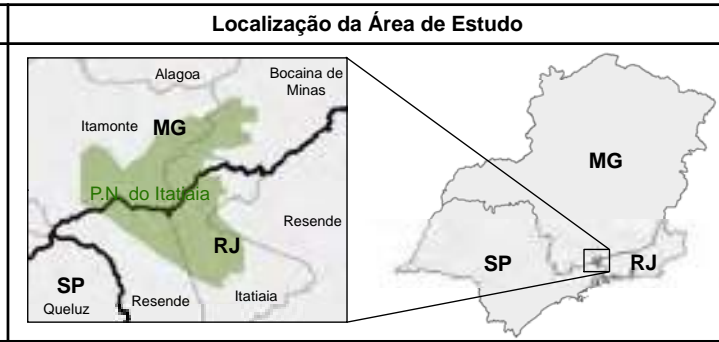 Localização da Área de Estudo
Alagoa
Bocaina de
Minas
Itamonte
MG
P.N. do Itatiaia
Resende
RJ
SP
Queluz
Resende
Itatiaia
MG
SP
RJ